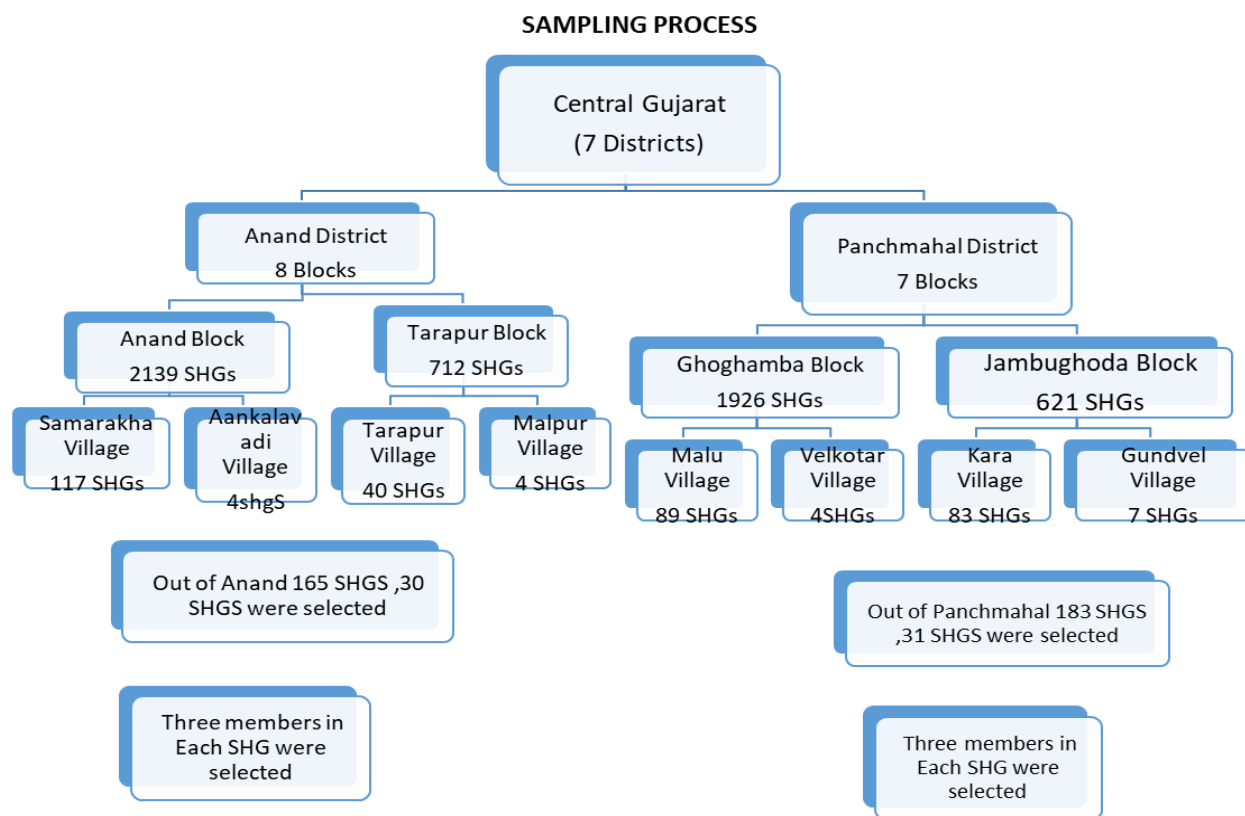 SAMPLING PROCESS
Central Gujarat
(7 Districts)
Anand District
8 Blocks
Panchmahal District
7 Blocks
Anand Block
2139 SHGs
Tarapur Block
712 SHGs
Ghoghamba Block
1926 SHGs
Jambughoda Block
621 SHGs
Samarakha
Village
117 SHGs
Aankalav
adi
Village
4shgS
Tarapur
Village
40 SHGs
Malpur
Village
4 SHGs
Malu
Village
89 SHGs
Velkotar
Village
4SHGs
Kara
Village
83 SHGs
Gundvel
Village
7 SHGs
Out of Anand 165 SHGS ,30
SHGS were selected
Out of Panchmahal 183 SHGS
,31 SHGS were selected
Three members in
Each SHG were
selected
Three members in
Each SHG were
selected